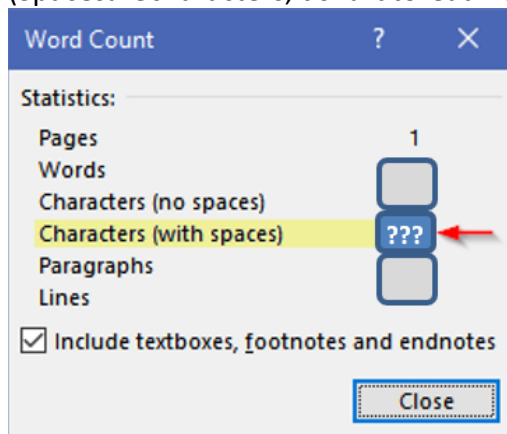 Word Count ? ×
Statistics:
Pages 1
Words
Characters (no spaces)
Characters (with spaces) ???
Paragraphs
Lines
Include textboxes, footnotes and endnotes
Close